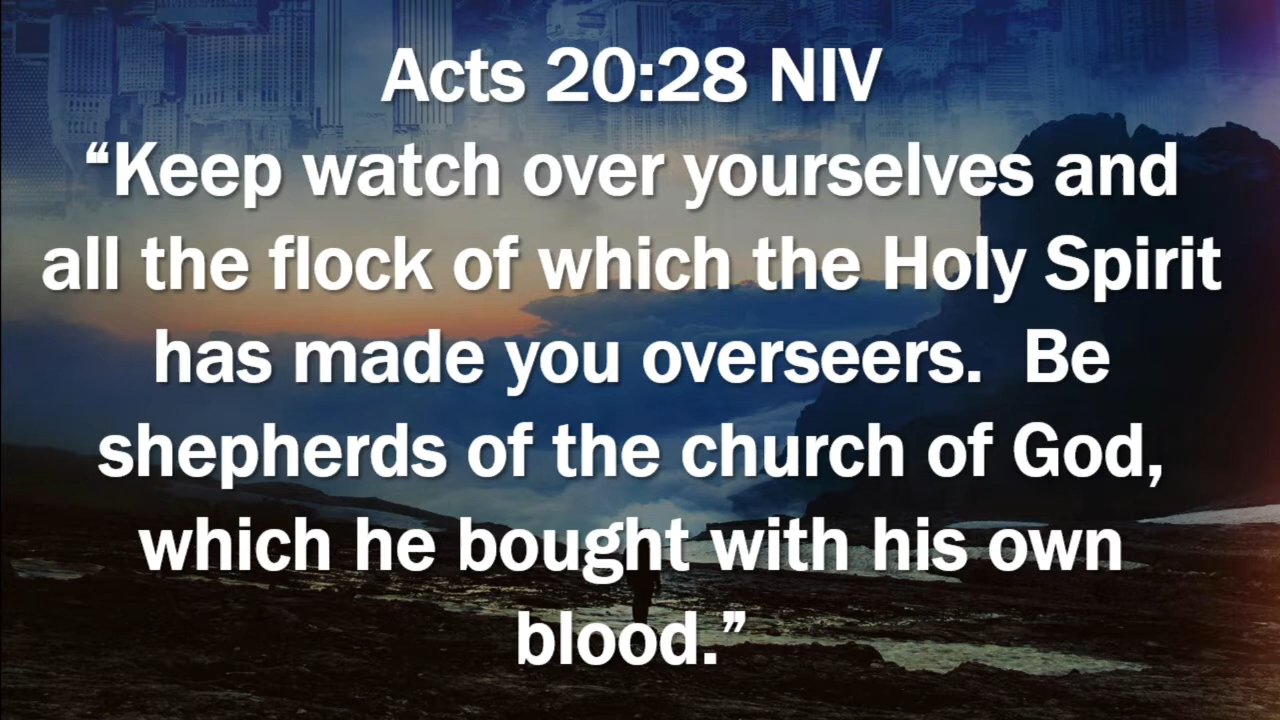 Acts 20:28 NIV
“Keep watch over yourselves and
all the flock of which the Holy Spirit
has made you overseers.  Be
shepherds of the church of God,
which he bought with his own
blood.”